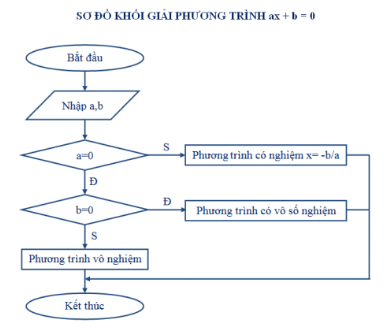 SƠ ĐỒ KHỐI GIẢI PHƯƠNG TRÌNH ax + b = 0
Bắt đầu
Nhập a,b
a=0
S
Phương trình có nghiệm x= -b/a
Đ
b=0
Đ
Phương trình có vô số nghiệm
S
Phương trình vô nghiệm
Kết thúc